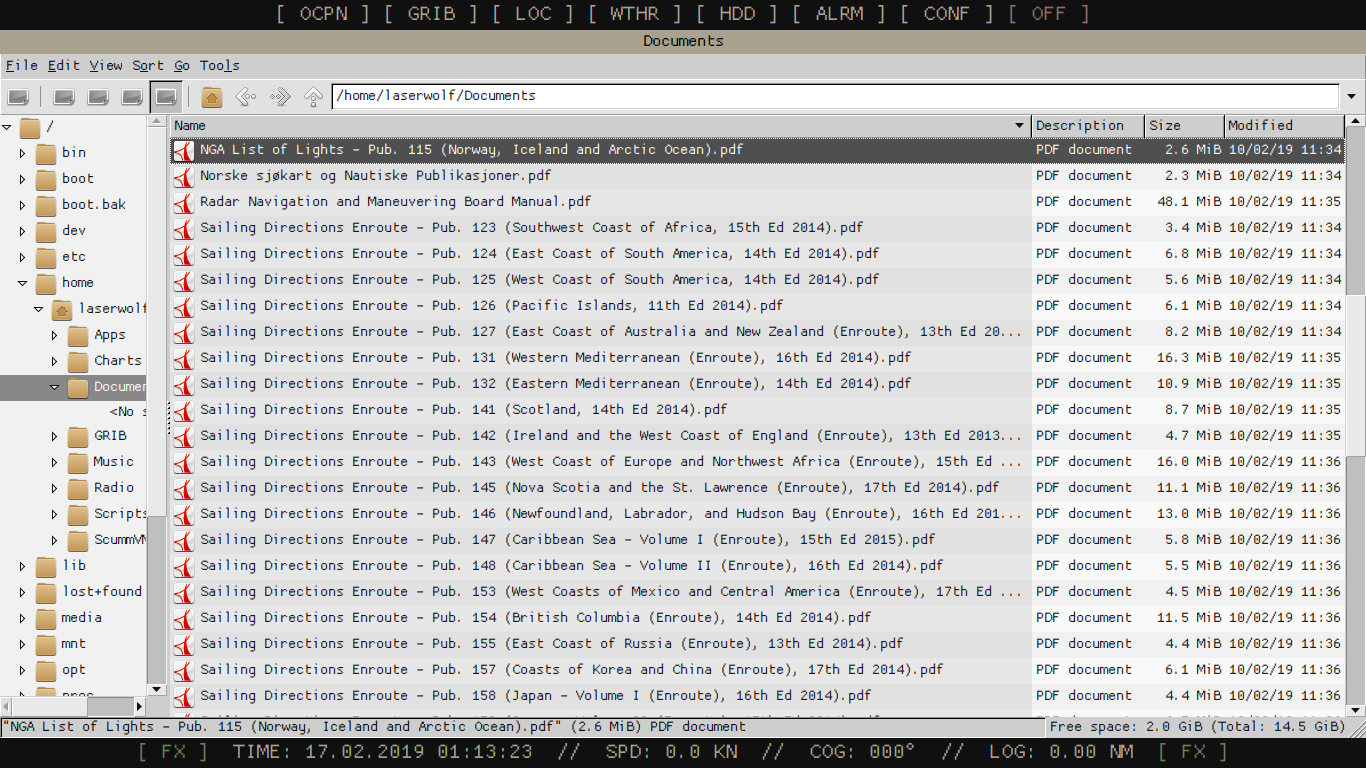 [ OCPN ] [ GRIB ] [ LOC ] [ WTHR ] [ HDD ] [ ALRM ] [ CONF ] [ OFF ]
Documents
File Edit View Sort Go Tools
/home/laserwolf/Documents
/
bin
boot
boot.bak
dev
etc
home
laserwolf
Apps
Charts
Documen
<No s
GRIB
Music
Radio
Scripts
ScummVM
lib
lost+found
media
mnt
opt
Name Description Size Modified
NGA List of Lights – Pub. 115 (Norway, Iceland and Arctic Ocean).pdf PDF document 2.6 MiB 10/02/19 11:34
Norske sjøkart og Nautiske Publikasjoner.pdf PDF document 2.3 MiB 10/02/19 11:34
Radar Navigation and Maneuvering Board Manual.pdf PDF document 48.1 MiB 10/02/19 11:35
Sailing Directions Enroute – Pub. 123 (Southwest Coast of Africa, 15th Ed 2014).pdf PDF document 3.4 MiB 10/02/19 11:34
Sailing Directions Enroute – Pub. 124 (East Coast of South America, 14th Ed 2014).pdf PDF document 6.8 MiB 10/02/19 11:34
Sailing Directions Enroute – Pub. 125 (West Coast of South America, 14th Ed 2014).pdf PDF document 5.6 MiB 10/02/19 11:34
Sailing Directions Enroute – Pub. 126 (Pacific Islands, 11th Ed 2014).pdf PDF document 6.1 MiB 10/02/19 11:34
Sailing Directions Enroute – Pub. 127 (East Coast of Australia and New Zealand (Enroute), 13th Ed 20... PDF document 8.2 MiB 10/02/19 11:34
Sailing Directions Enroute – Pub. 131 (Western Mediterranean (Enroute), 16th Ed 2014).pdf PDF document 16.3 MiB 10/02/19 11:35
Sailing Directions Enroute – Pub. 132 (Eastern Mediterranean (Enroute), 14th Ed 2014).pdf PDF document 10.9 MiB 10/02/19 11:35
Sailing Directions Enroute – Pub. 141 (Scotland, 14th Ed 2014).pdf PDF document 8.7 MiB 10/02/19 11:35
Sailing Directions Enroute – Pub. 142 (Ireland and the West Coast of England (Enroute), 13th Ed 2013... PDF document 4.7 MiB 10/02/19 11:35
Sailing Directions Enroute – Pub. 143 (West Coast of Europe and Northwest Africa (Enroute), 15th Ed ... PDF document 16.0 MiB 10/02/19 11:36
Sailing Directions Enroute – Pub. 145 (Nova Scotia and the St. Lawrence (Enroute), 17th Ed 2014).pdf PDF document 11.1 MiB 10/02/19 11:36
Sailing Directions Enroute – Pub. 146 (Newfoundland, Labrador, and Hudson Bay (Enroute), 16th Ed 201... PDF document 13.0 MiB 10/02/19 11:36
Sailing Directions Enroute – Pub. 147 (Caribbean Sea – Volume I (Enroute), 15th Ed 2015).pdf PDF document 5.8 MiB 10/02/19 11:36
Sailing Directions Enroute – Pub. 148 (Caribbean Sea – Volume II (Enroute), 16th Ed 2014).pdf PDF document 5.5 MiB 10/02/19 11:36
Sailing Directions Enroute – Pub. 153 (West Coasts of Mexico and Central America (Enroute), 17th Ed ... PDF document 4.5 MiB 10/02/19 11:36
Sailing Directions Enroute – Pub. 154 (British Columbia (Enroute), 14th Ed 2014).pdf PDF document 11.5 MiB 10/02/19 11:36
Sailing Directions Enroute – Pub. 155 (East Coast of Russia (Enroute), 13th Ed 2014).pdf PDF document 4.4 MiB 10/02/19 11:36
Sailing Directions Enroute – Pub. 157 (Coasts of Korea and China (Enroute), 17th Ed 2014).pdf PDF document 6.1 MiB 10/02/19 11:36
Sailing Directions Enroute – Pub. 158 (Japan – Volume I (Enroute), 16th Ed 2014).pdf PDF document 4.4 MiB 10/02/19 11:36
"NGA List of Lights – Pub. 115 (Norway, Iceland and Arctic Ocean).pdf" (2.6 MiB) PDF document Free space: 2.0 GiB (Total: 14.5 GiB)
[ FX ] TIME: 17.02.2019 01:13:23 // SPD: 0.0 KN // COG: 000° // LOG: 0.00 NM [ FX ]